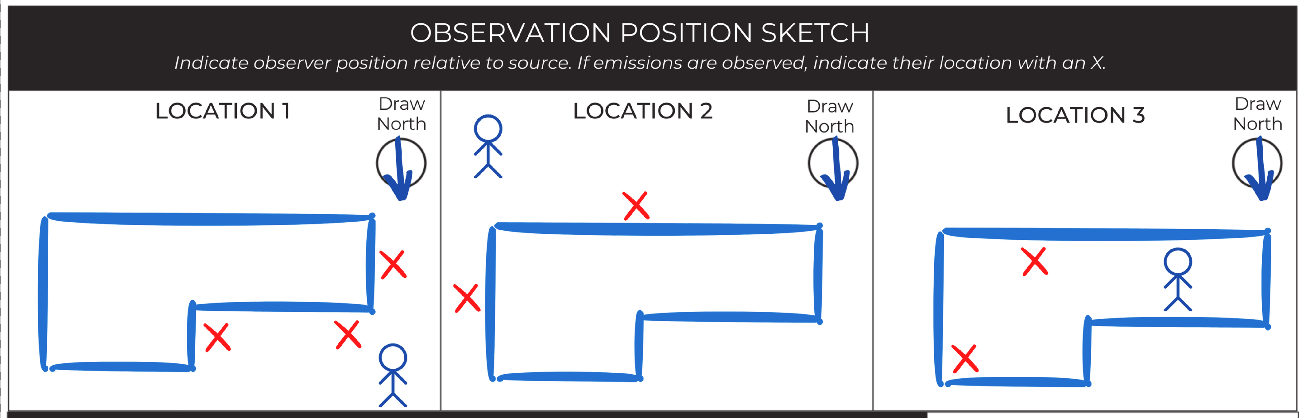 OBSERVATION POSITION SKETCH
Indicate observer position relative to source. If emissions are observed, indicate their location with an X.
LOCATION 1
Draw
North
LOCATION 2
Draw
North
LOCATION 3
Draw
North